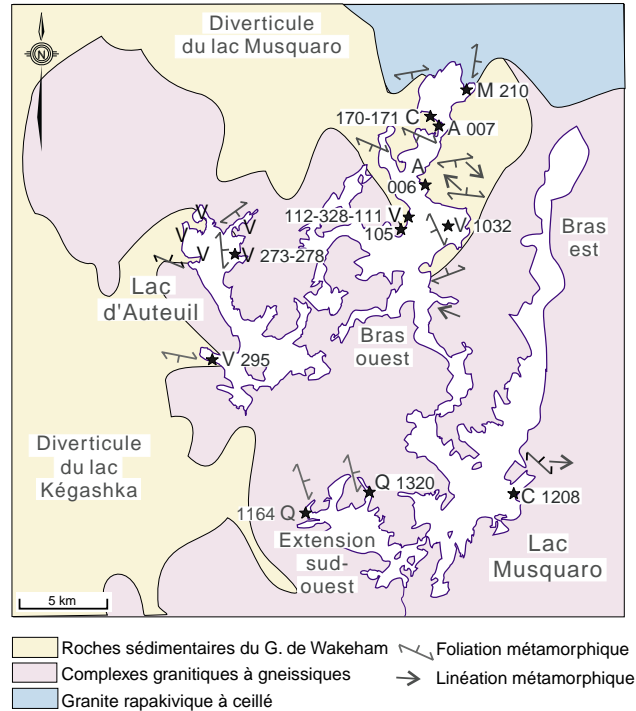 Diverticule
du lac Musquaro
N
M 210
170-171 C
A 007
A
006
112-328-111 V
105
V 1032
Bras
est
V
V
V
V
V 273-278
Lac
d'Auteuil
Bras
ouest
V 295
Diverticule
du lac
Kégashka
Q 1320
1164 Q
C 1208
Extension
sud-
ouest
Lac
Musquaro
5 km
Roches sédimentaires du G. de Wakeham
Foliation métamorphique
Complexes granitiques à gneissiques
Linéation métamorphique
Granite rapakivique à ceillé